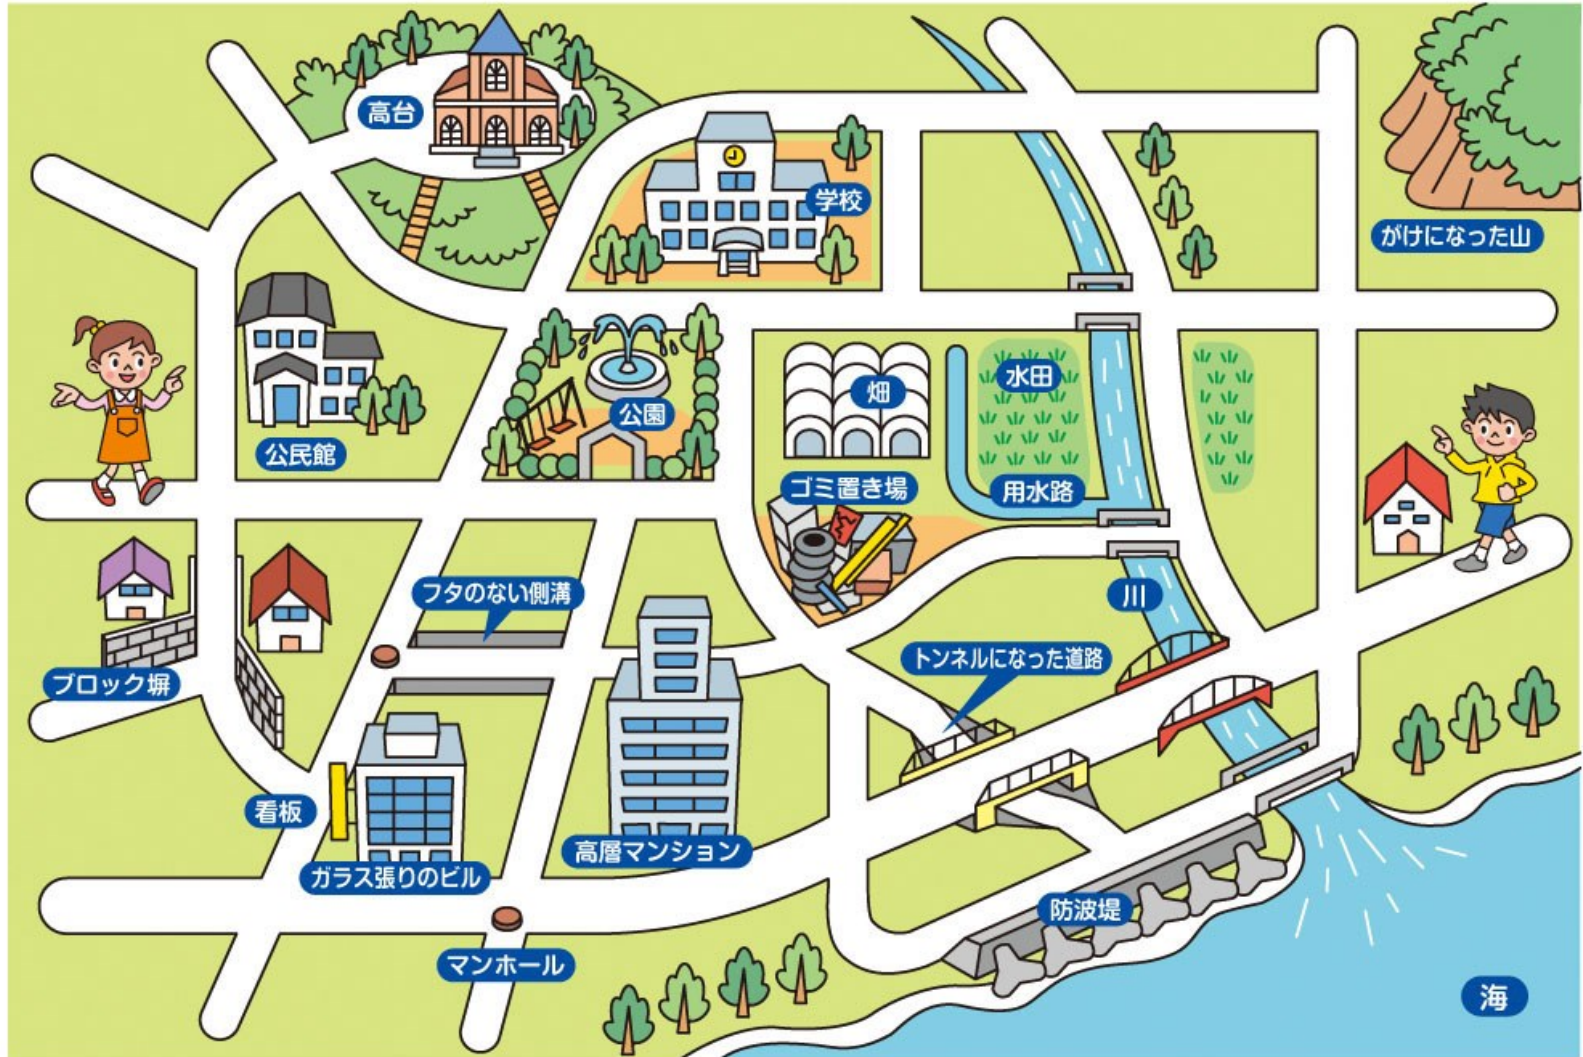 高台
学校
がけになった山
公民館
公園
畑
水田
ゴミ置き場
用水路
フタのない側溝
川
トンネルになった道路
ブロック塀
看板
高層マンション
ガラス張りのビル
防波堤
マンホール
海